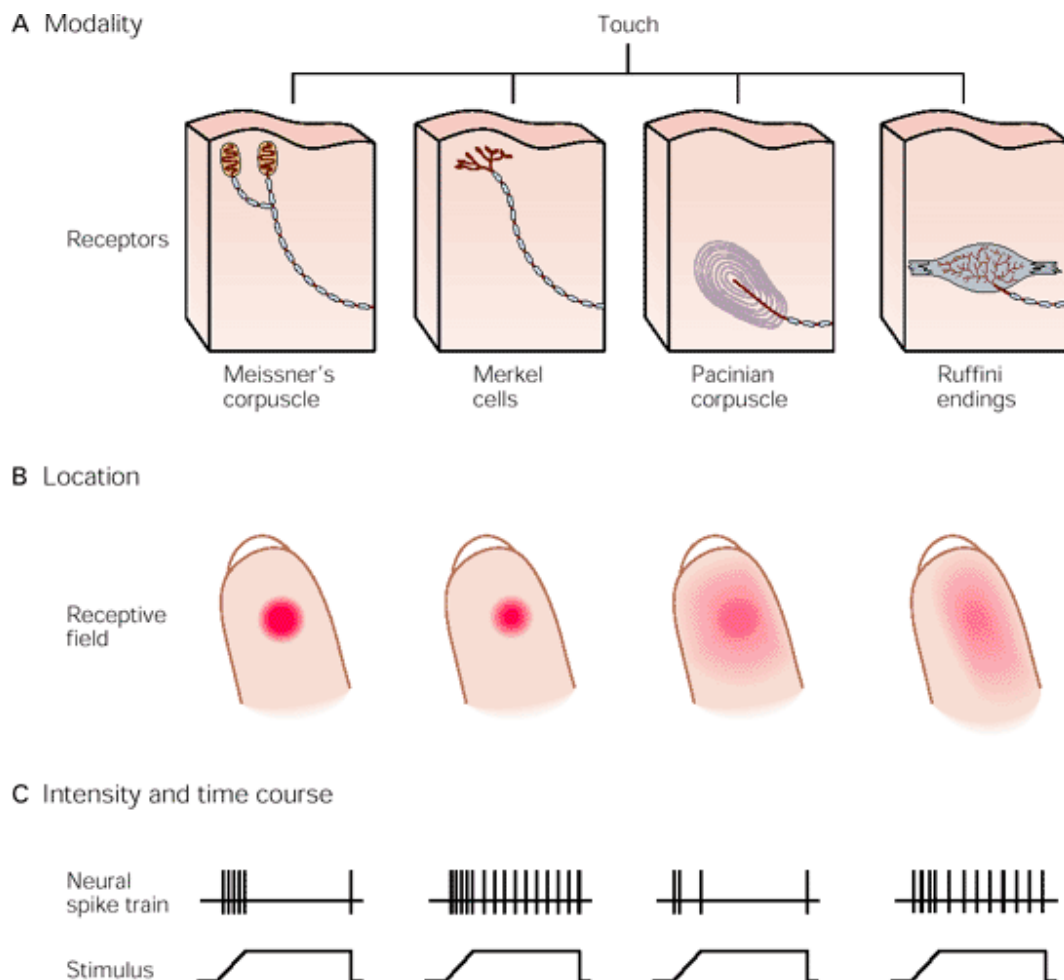 A Modality
Touch
Receptors
Meissner's
corpuscle
Merkel
cells
Pacinian
corpuscle
Ruffini
endings
B Location
Receptive
field
C Intensity and time course
Neural
spike train
Stimulus